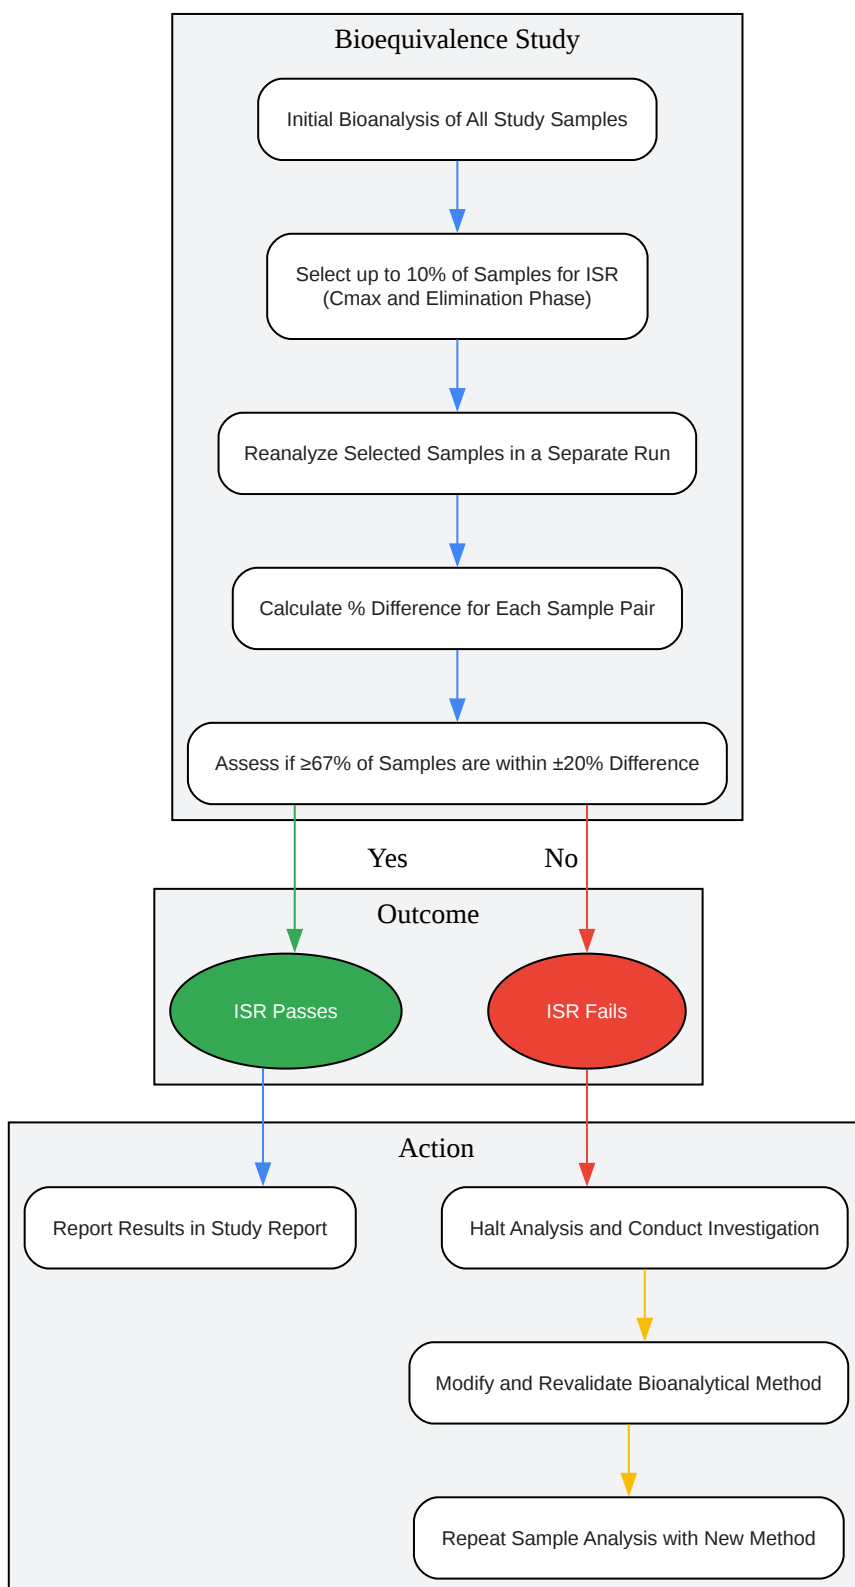 Bioequivalence Study
Initial Bioanalysis of All Study Samples
Select up to 10% of Samples for ISR
(Cmax and Elimination Phase)
Reanalyze Selected Samples in a Separate Run
Calculate % Difference for Each Sample Pair
Assess if ≥67% of Samples are within ±20% Difference
Yes
No
Outcome
ISR Passes
ISR Fails
Action
Report Results in Study Report
Halt Analysis and Conduct Investigation
Modify and Revalidate Bioanalytical Method
Repeat Sample Analysis with New Method